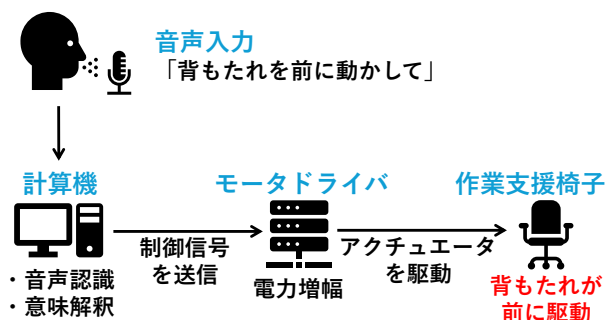 音声入力
「背もたれを前に動かして」
計算機
モータドライバ
作業支援椅子
制御信号
を送信
アクチュエータ
を駆動
・音声認識
・意味解釈
電力増幅
背もたれが
前に駆動